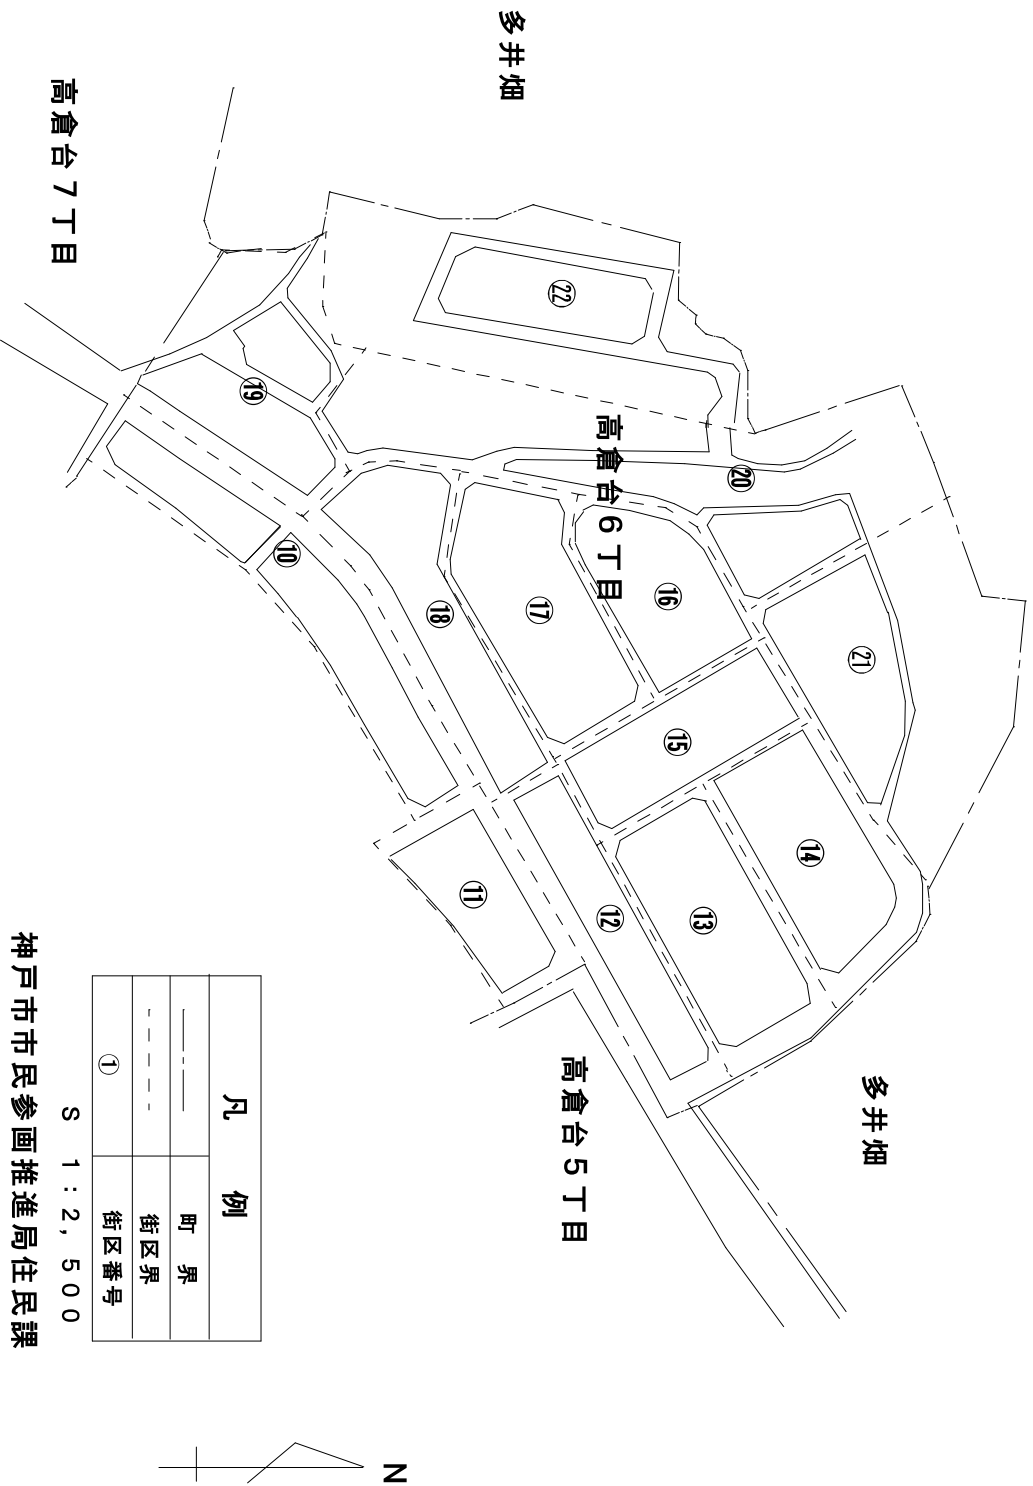 多井畑
高倉台7丁目
㉒
⑲
高倉台6丁目
⑳
⑩
⑱
⑰
⑯
㉑
⑮
⑭
⑬
⑫
⑪
多井畑
高倉台5丁目
凡 例
町 界
街区界
① 街区番号
S 1:2,500
神戸市市民参画推進局住民課
N